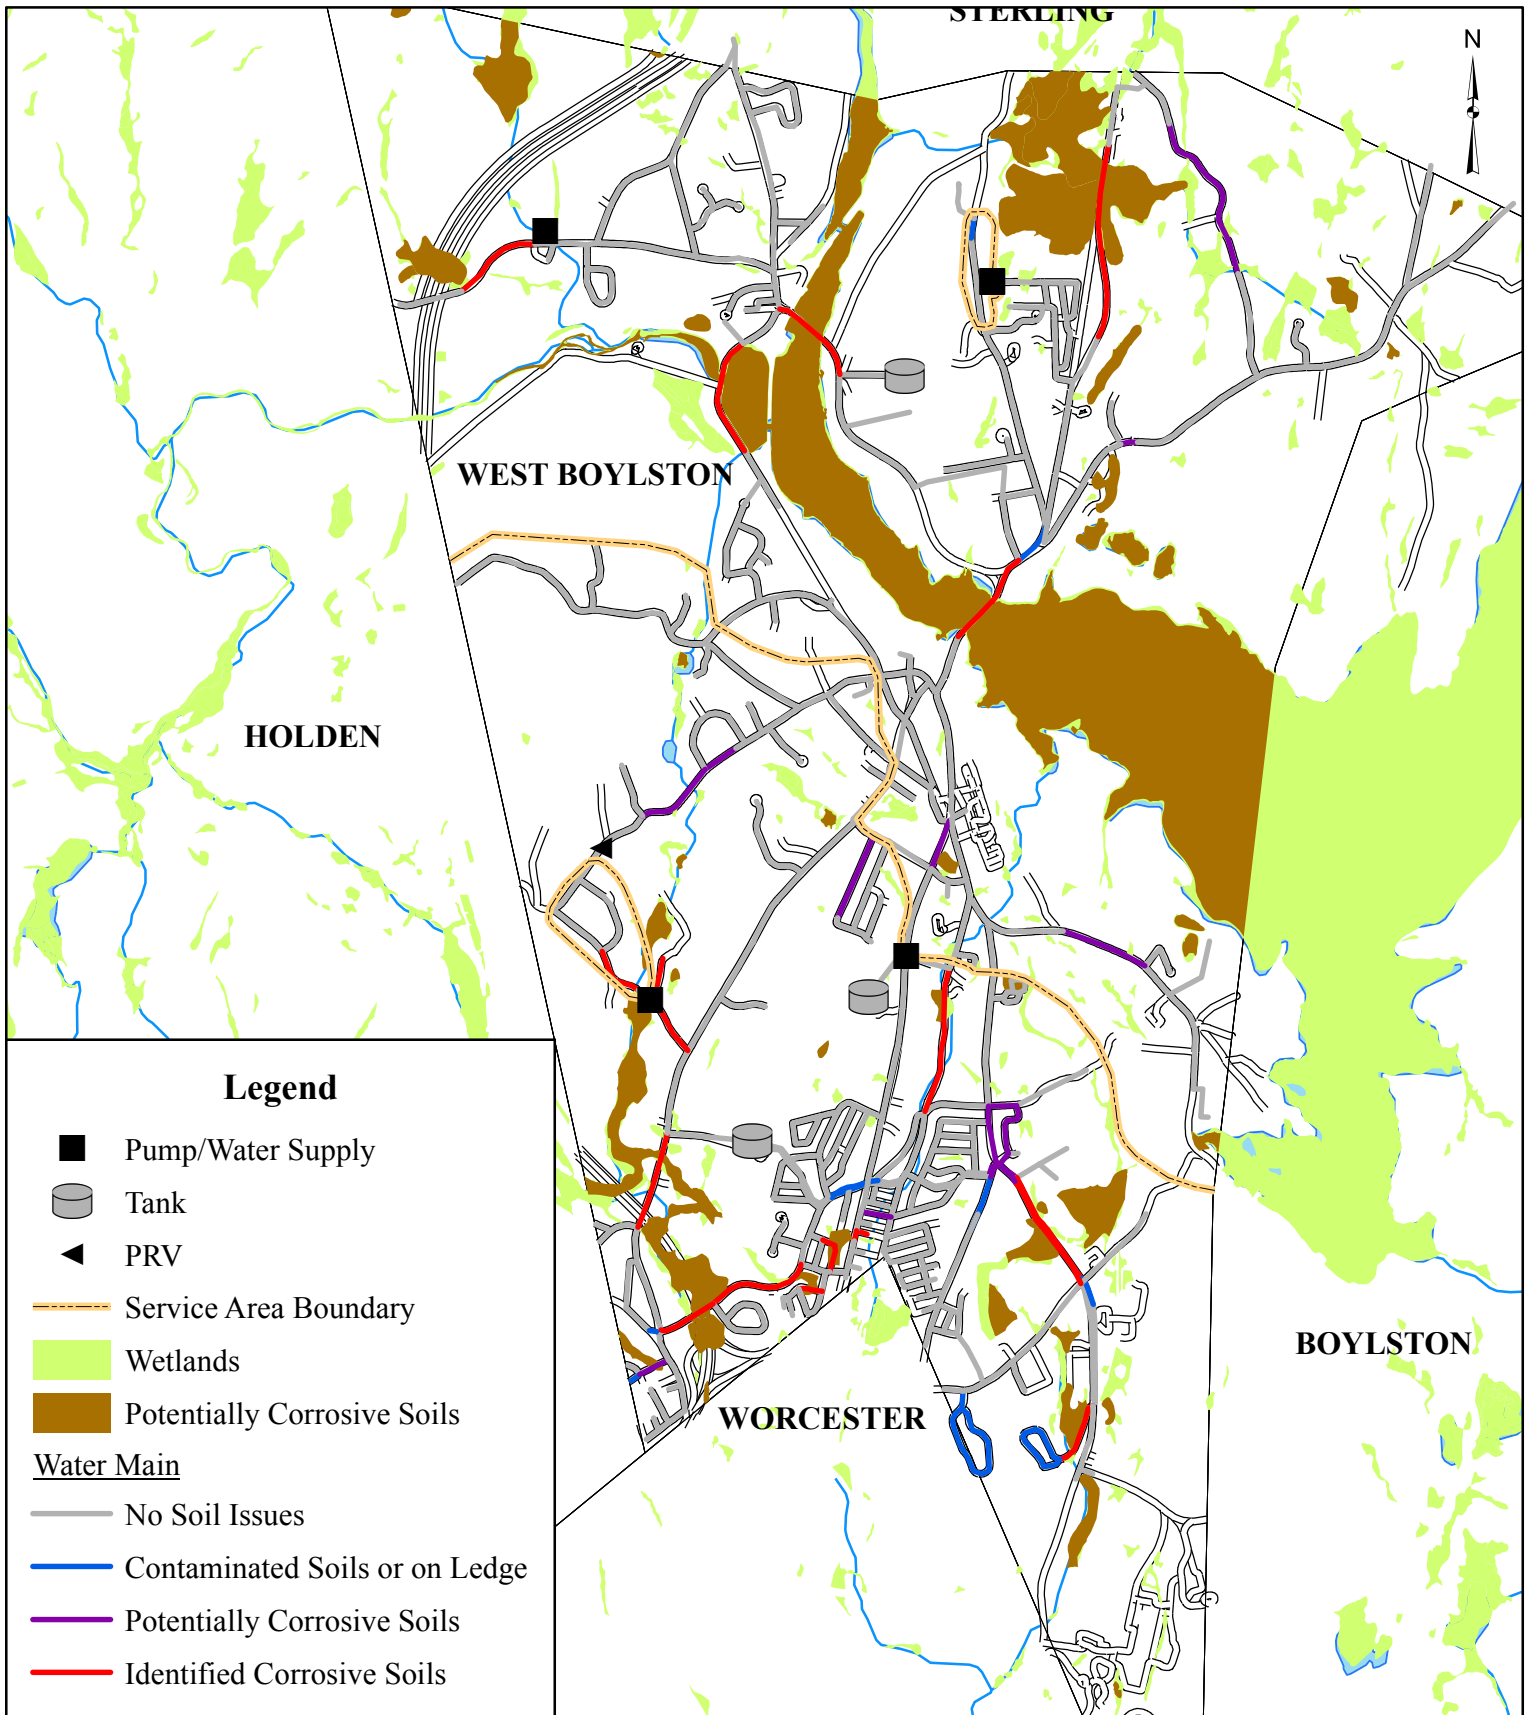 STERLING
N
WEST BOYLSTON
HOLDEN
BOYLSTON
WORCESTER
Legend
Pump/Water Supply
Tank
PRV
Service Area Boundary
Wetlands
Potentially Corrosive Soils
Water Main
No Soil Issues
Contaminated Soils or on Ledge
Potentially Corrosive Soils
Identified Corrosive Soils